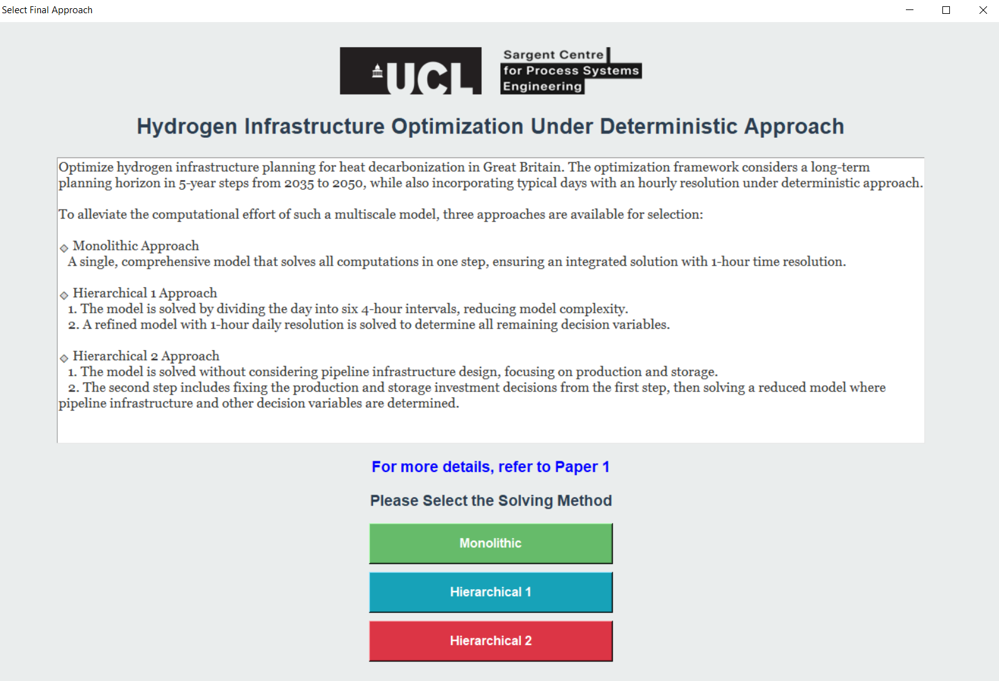 Select Final Approach
UCL
Sargent Centre
for Process Systems
Engineering
Hydrogen Infrastructure Optimization Under Deterministic Approach
Optimize hydrogen infrastructure planning for heat decarbonization in Great Britain. The optimization framework considers a long-term
planning horizon in 5-year steps from 2035 to 2050, while also incorporating typical days with an hourly resolution under deterministic approach.
To alleviate the computational effort of such a multiscale model, three approaches are available for selection:
Monolithic Approach
A single, comprehensive model that solves all computations in one step, ensuring an integrated solution with 1-hour time resolution.
Hierarchical 1 Approach
1. The model is solved by dividing the day into six 4-hour intervals, reducing model complexity.
2. A refined model with 1-hour daily resolution is solved to determine all remaining decision variables.
Hierarchical 2 Approach
1. The model is solved without considering pipeline infrastructure design, focusing on production and storage.
2. The second step includes fixing the production and storage investment decisions from the first step, then solving a reduced model where
pipeline infrastructure and other decision variables are determined.
For more details, refer to Paper 1
Please Select the Solving Method
Monolithic
Hierarchical 1
Hierarchical 2